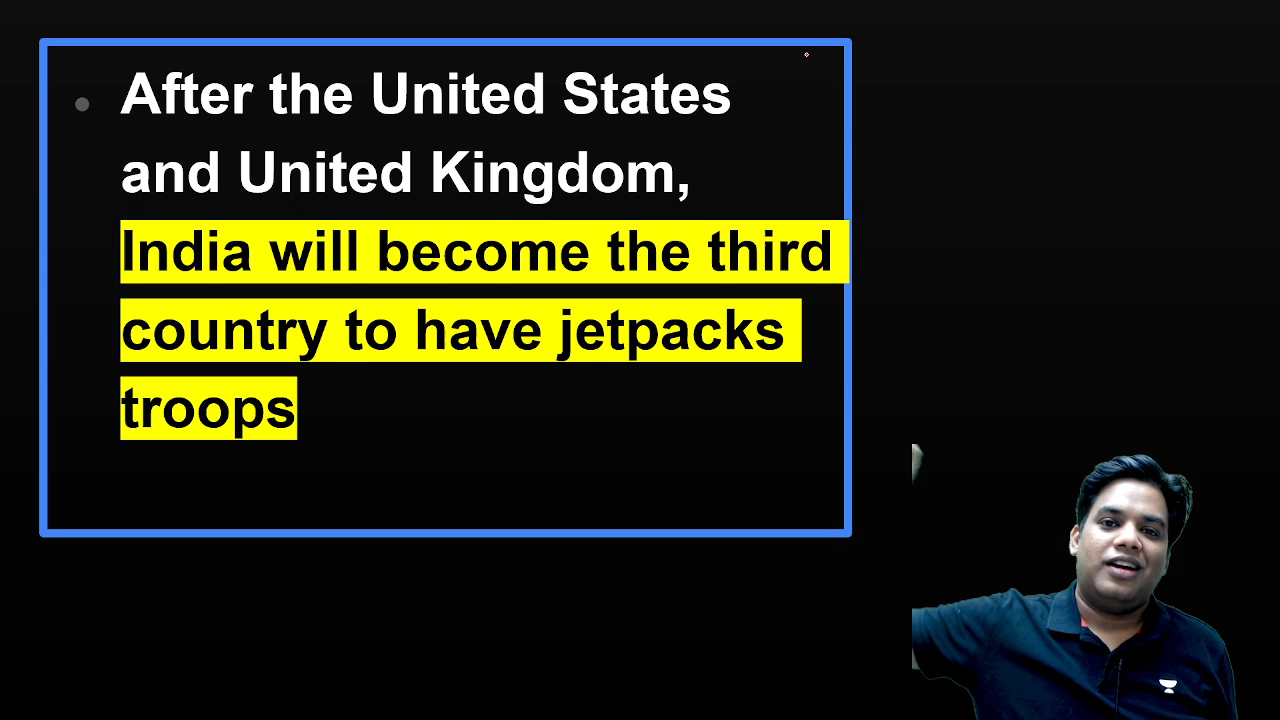 After the United States
and United Kingdom,
India will become the third
country to have jetpacks
troops